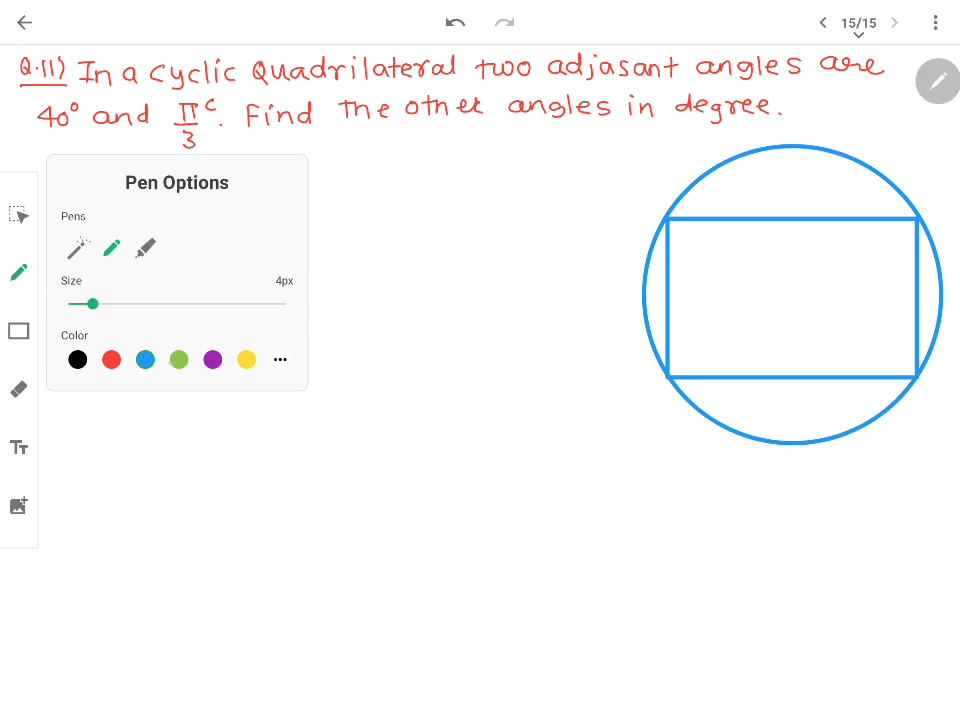 15/15
Q.11) In a cyclic Quadrilateral two adjasant angles are
40° and π/3 ᶜ. Find the other angles in degree.
Pen Options
Pens
Size 4px
Color
Tт